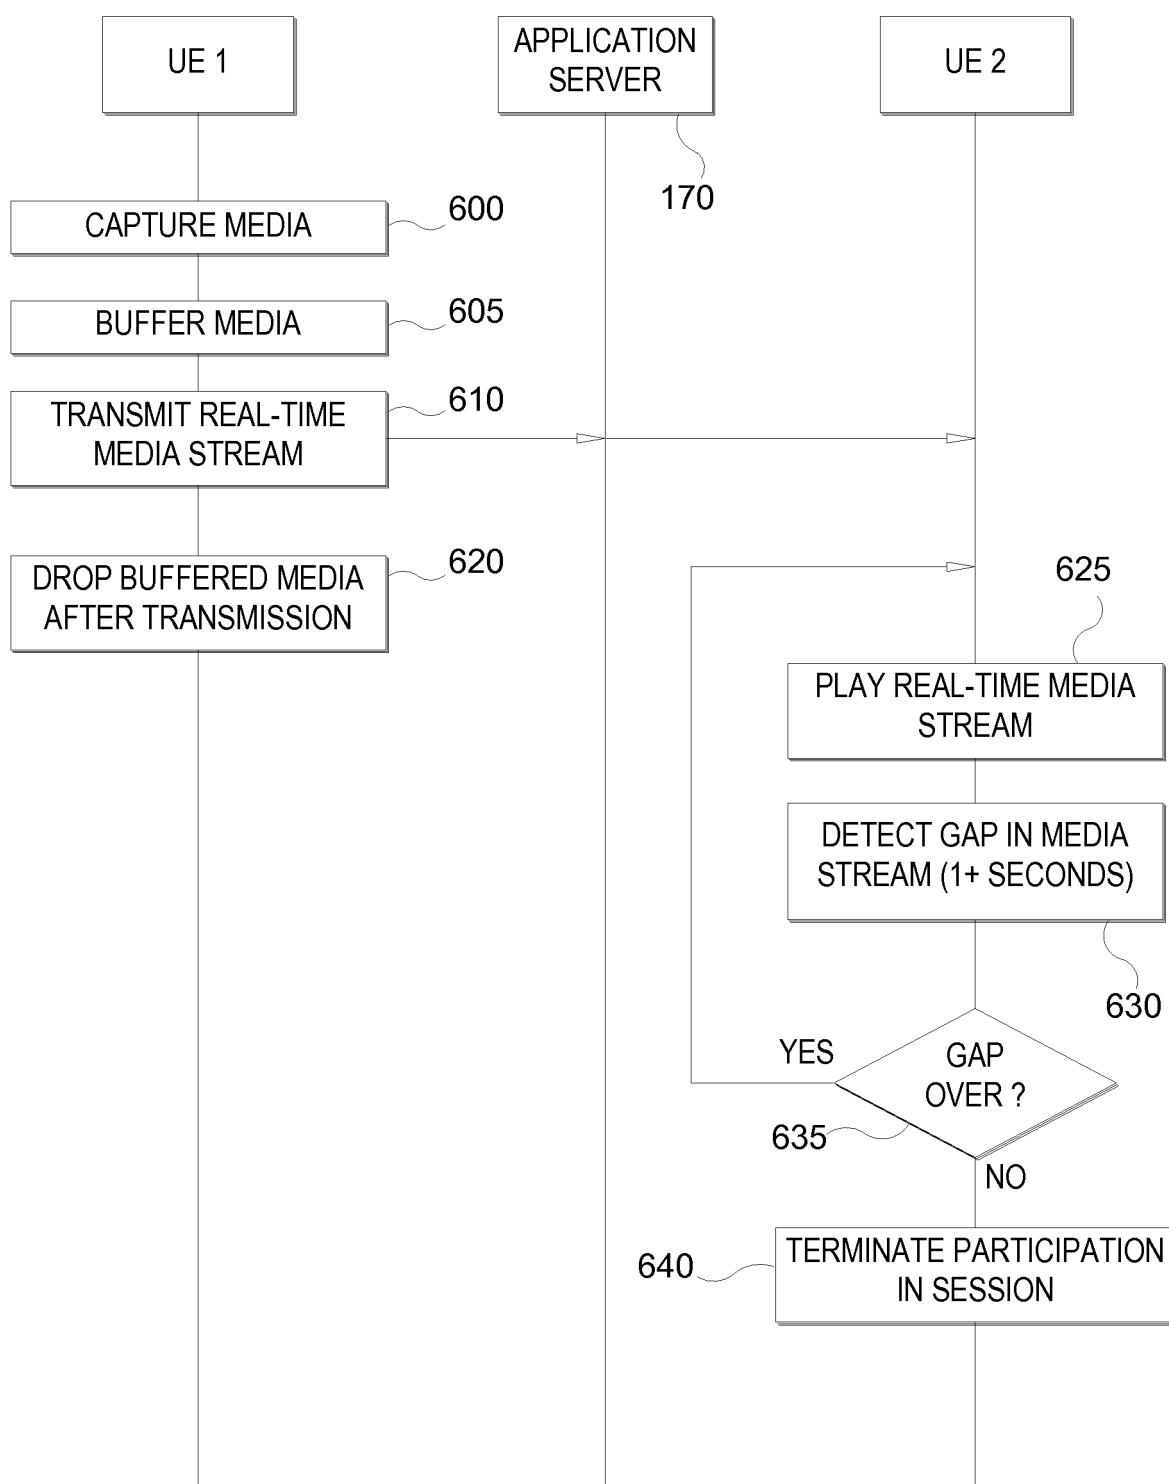 UE 1
APPLICATION
SERVER
UE 2
170
CAPTURE MEDIA
600
BUFFER MEDIA
605
TRANSMIT REAL-TIME
MEDIA STREAM
610
DROP BUFFERED MEDIA
AFTER TRANSMISSION
620
625
PLAY REAL-TIME MEDIA
STREAM
DETECT GAP IN MEDIA
STREAM (1+ SECONDS)
630
YES
GAP
OVER ?
635
NO
640
TERMINATE PARTICIPATION
IN SESSION